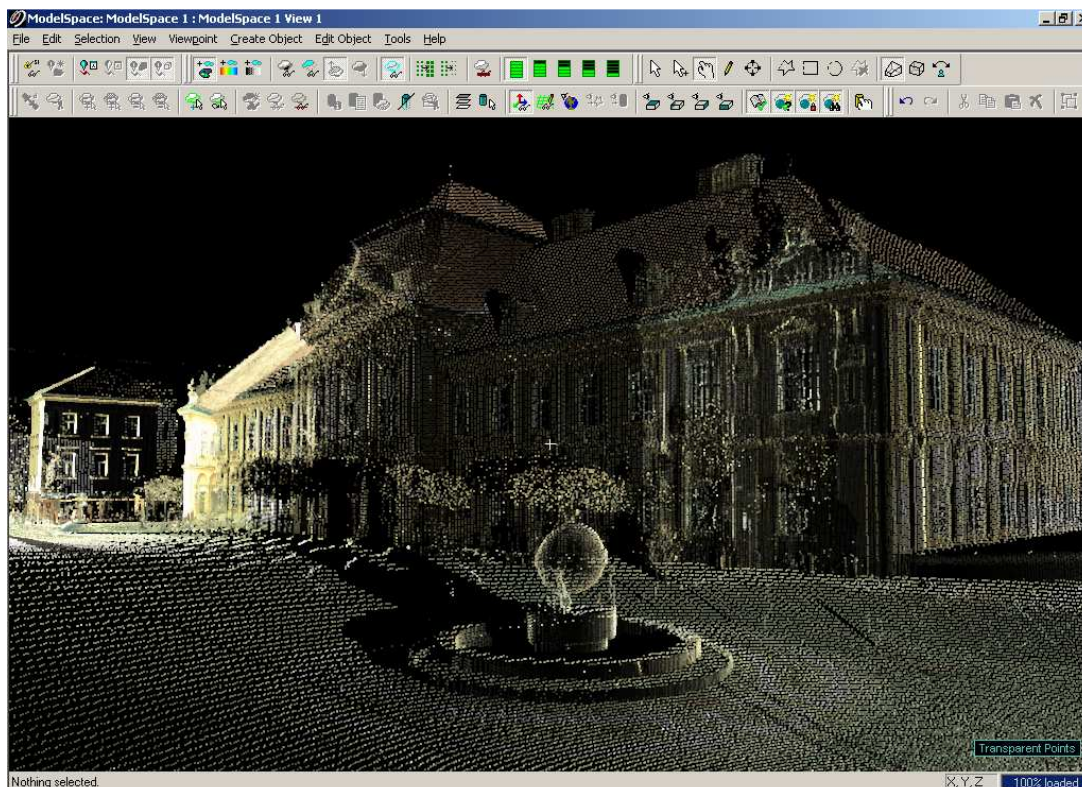 ModelSpace: ModelSpace 1 : ModelSpace 1 View 1
File Edit Selection View Viewpoint Create Object Edit Object Tools Help
Transparent Points
Nothing selected.
X,Y,Z
100% loaded